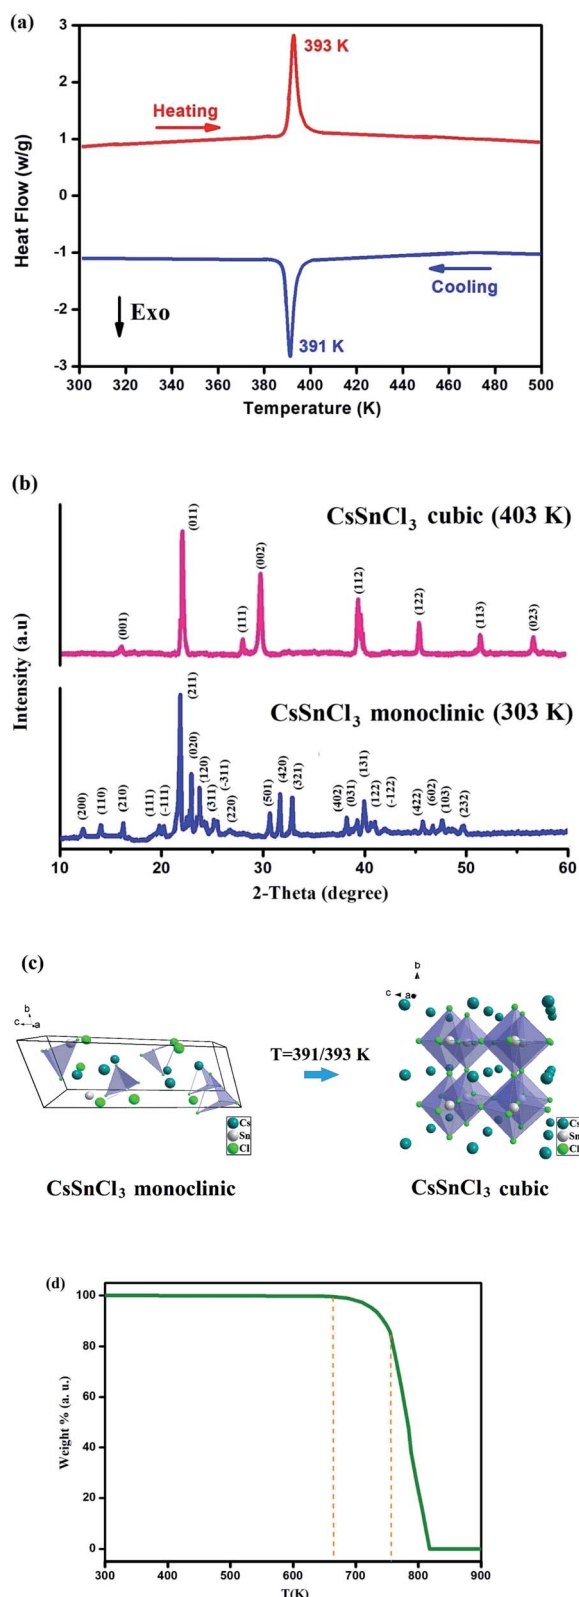 (a)
3
2
1
0
-1
-2
-3
Heat Flow (w/g)
393 K
Heating
Cooling
Exo
391 K
300 320 340 360 380 400 420 440 460 480 500
Temperature (K)
(b)
CsSnCl3 cubic (403 K)
(001) (011) (111) (002) (112) (122) (113) (023)
Intensity (a.u)
CsSnCl3 monoclinic (303 K)
(200) (110) (210) (111) (-111) (211) (020) (120) (311) (-311) (220) (501) (420) (321) (402) (031) (131) (122) (-122) (422) (602) (103) (232)
10 20 30 40 50 60
2-Theta (degree)
(c)
b
c a
T=391/393 K
Cs
Sn
Cl
CsSnCl3 monoclinic
b
c a
Cs
Sn
Cl
CsSnCl3 cubic
(d)
100
80
60
40
20
0
Weight % (a. u.)
300 400 500 600 700 800 900
T(K)